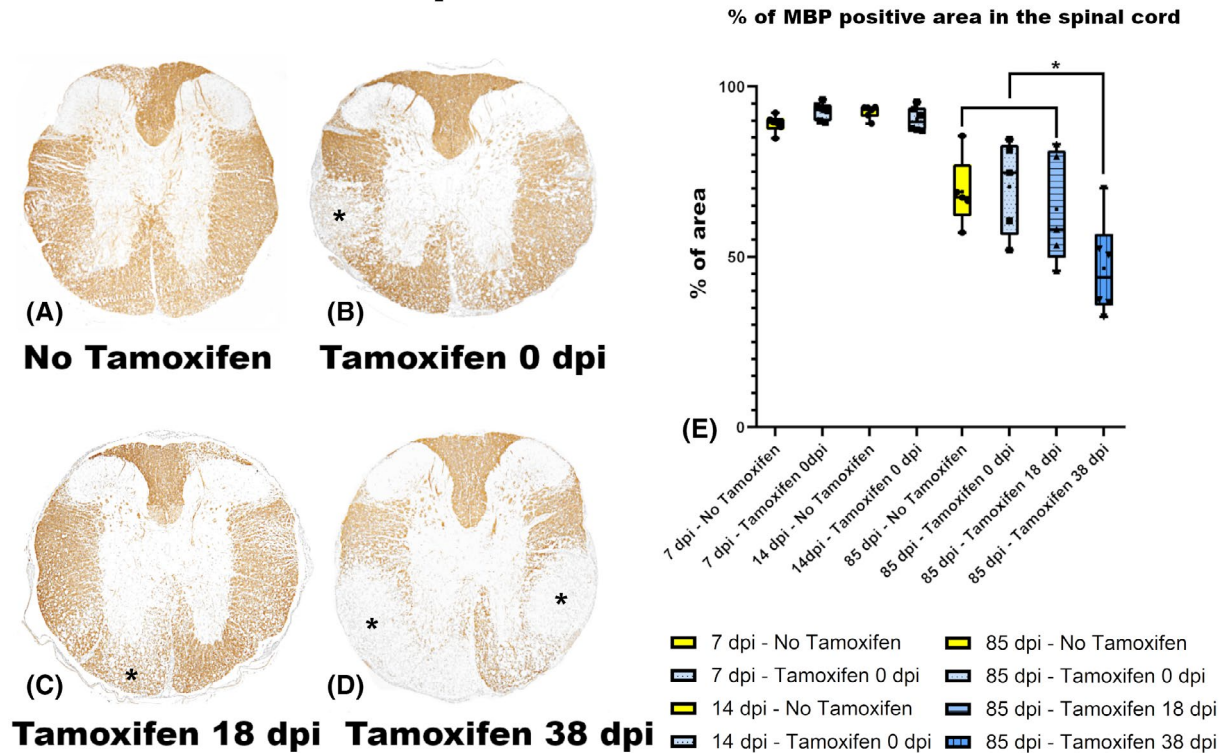 % of MBP positive area in the spinal cord
*
(A)
(B)
No Tamoxifen
Tamoxifen 0 dpi
*
*
*
(C)
(D)
Tamoxifen 18 dpi
Tamoxifen 38 dpi
% of area
100
50
0
*
(E)
7 dpi - No Tamoxifen
7 dpi - Tamoxifen 0dpi
14 dpi - No Tamoxifen
14dpi - Tamoxifen 0 dpi
85 dpi - No Tamoxifen
85 dpi - Tamoxifen 0 dpi
85 dpi - Tamoxifen 18 dpi
85 dpi - Tamoxifen 38 dpi
7 dpi - No Tamoxifen
7 dpi - Tamoxifen 0 dpi
14 dpi - No Tamoxifen
14 dpi - Tamoxifen 0 dpi
85 dpi - No Tamoxifen
85 dpi - Tamoxifen 0 dpi
85 dpi - Tamoxifen 18 dpi
85 dpi - Tamoxifen 38 dpi